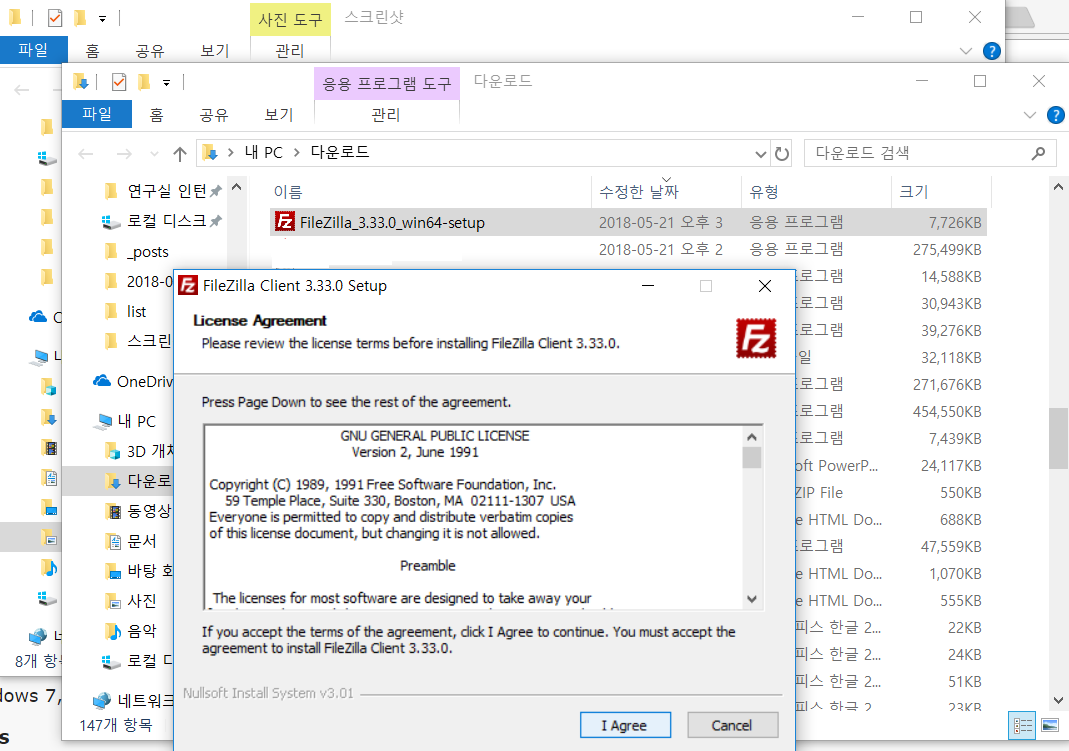 사진 도구
스크린샷
파일
홈
공유
보기
관리
응용 프로그램 도구
다운로드
파일
홈
공유
보기
관리
내 PC
다운로드
다운로드 검색
연구실 인턴
로컬 디스크
_posts
2018-0
list
스크린
OneDriv
내 PC
3D 개체
다운로
동영상
문서
바탕 화
사진
음악
로컬 디
네트워크
147개 항목
8개 항목
dows 7,
s
이름
수정한 날짜
유형
크기
FileZilla_3.33.0_win64-setup
2018-05-21 오후 3
응용 프로그램
7,726KB
2018-05-21 오후 2
응용 프로그램
275,499KB
프로그램
14,588KB
프로그램
30,943KB
프로그램
39,276KB
일
32,118KB
프로그램
271,676KB
프로그램
454,550KB
프로그램
7,439KB
oft PowerP...
24,117KB
ZIP File
550KB
e HTML Do...
688KB
프로그램
47,559KB
e HTML Do...
1,070KB
e HTML Do...
555KB
피스 한글 2...
22KB
피스 한글 2...
24KB
피스 한글 2...
51KB
피스 한글 2...
23KB
FileZilla Client 3.33.0 Setup
License Agreement
Please review the license terms before installing FileZilla Client 3.33.0.
Press Page Down to see the rest of the agreement.
GNU GENERAL PUBLIC LICENSE
Version 2, June 1991
Copyright (C) 1989, 1991 Free Software Foundation, Inc.
59 Temple Place, Suite 330, Boston, MA 02111-1307 USA
Everyone is permitted to copy and distribute verbatim copies
of this license document, but changing it is not allowed.
Preamble
The licenses for most software are designed to take away your
If you accept the terms of the agreement, click I Agree to continue. You must accept the
agreement to install FileZilla Client 3.33.0.
Nullsoft Install System v3.01
I Agree
Cancel